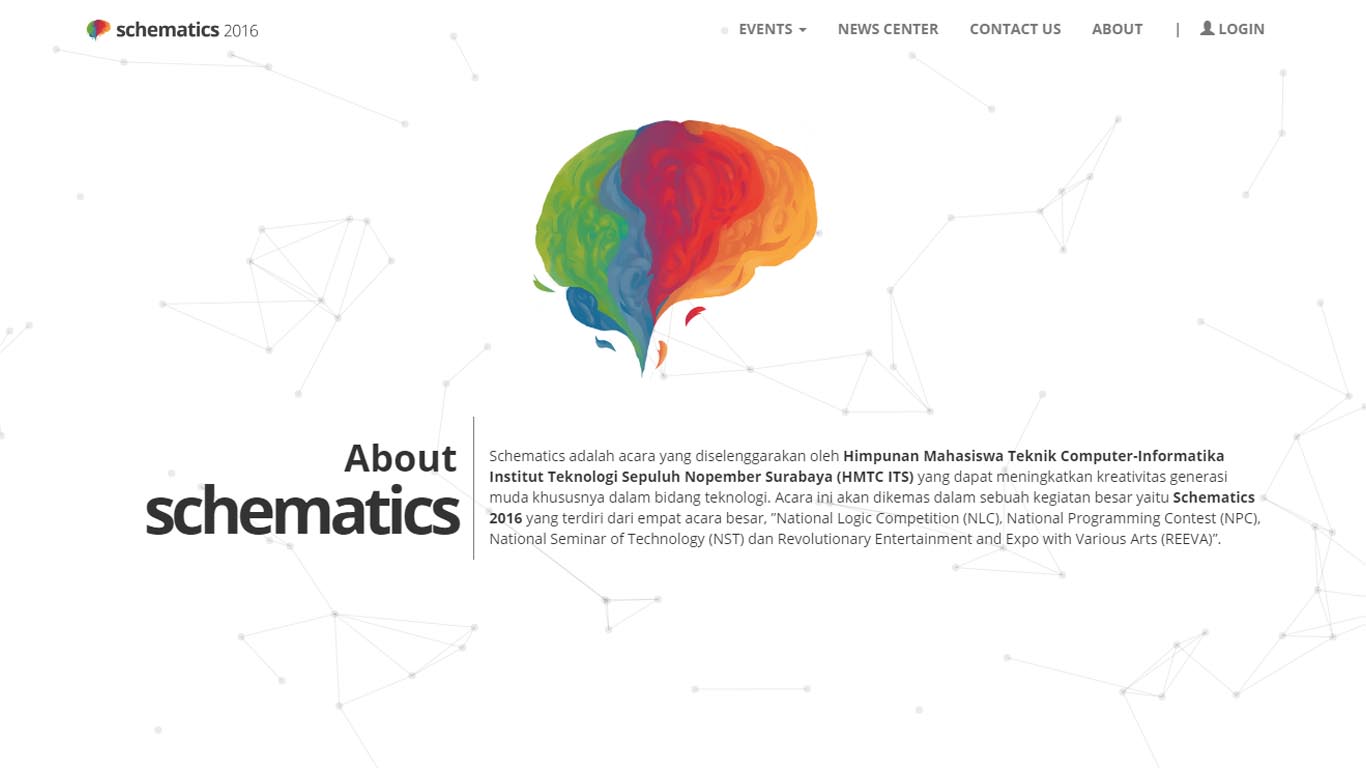 schematics 2016
EVENTS
NEWS CENTER
CONTACT US
ABOUT
|
LOGIN
About
schematics
Schematics adalah acara yang diselenggarakan oleh Himpunan Mahasiswa Teknik Computer-Informatika
Institut Teknologi Sepuluh Nopember Surabaya (HMTC ITS) yang dapat meningkatkan kreativitas generasi
muda khususnya dalam bidang teknologi. Acara ini akan dikemas dalam sebuah kegiatan besar yaitu Schematics
2016 yang terdiri dari empat acara besar, ”National Logic Competition (NLC), National Programming Contest (NPC),
National Seminar of Technology (NST) dan Revolutionary Entertainment and Expo with Various Arts (REEVA)”.